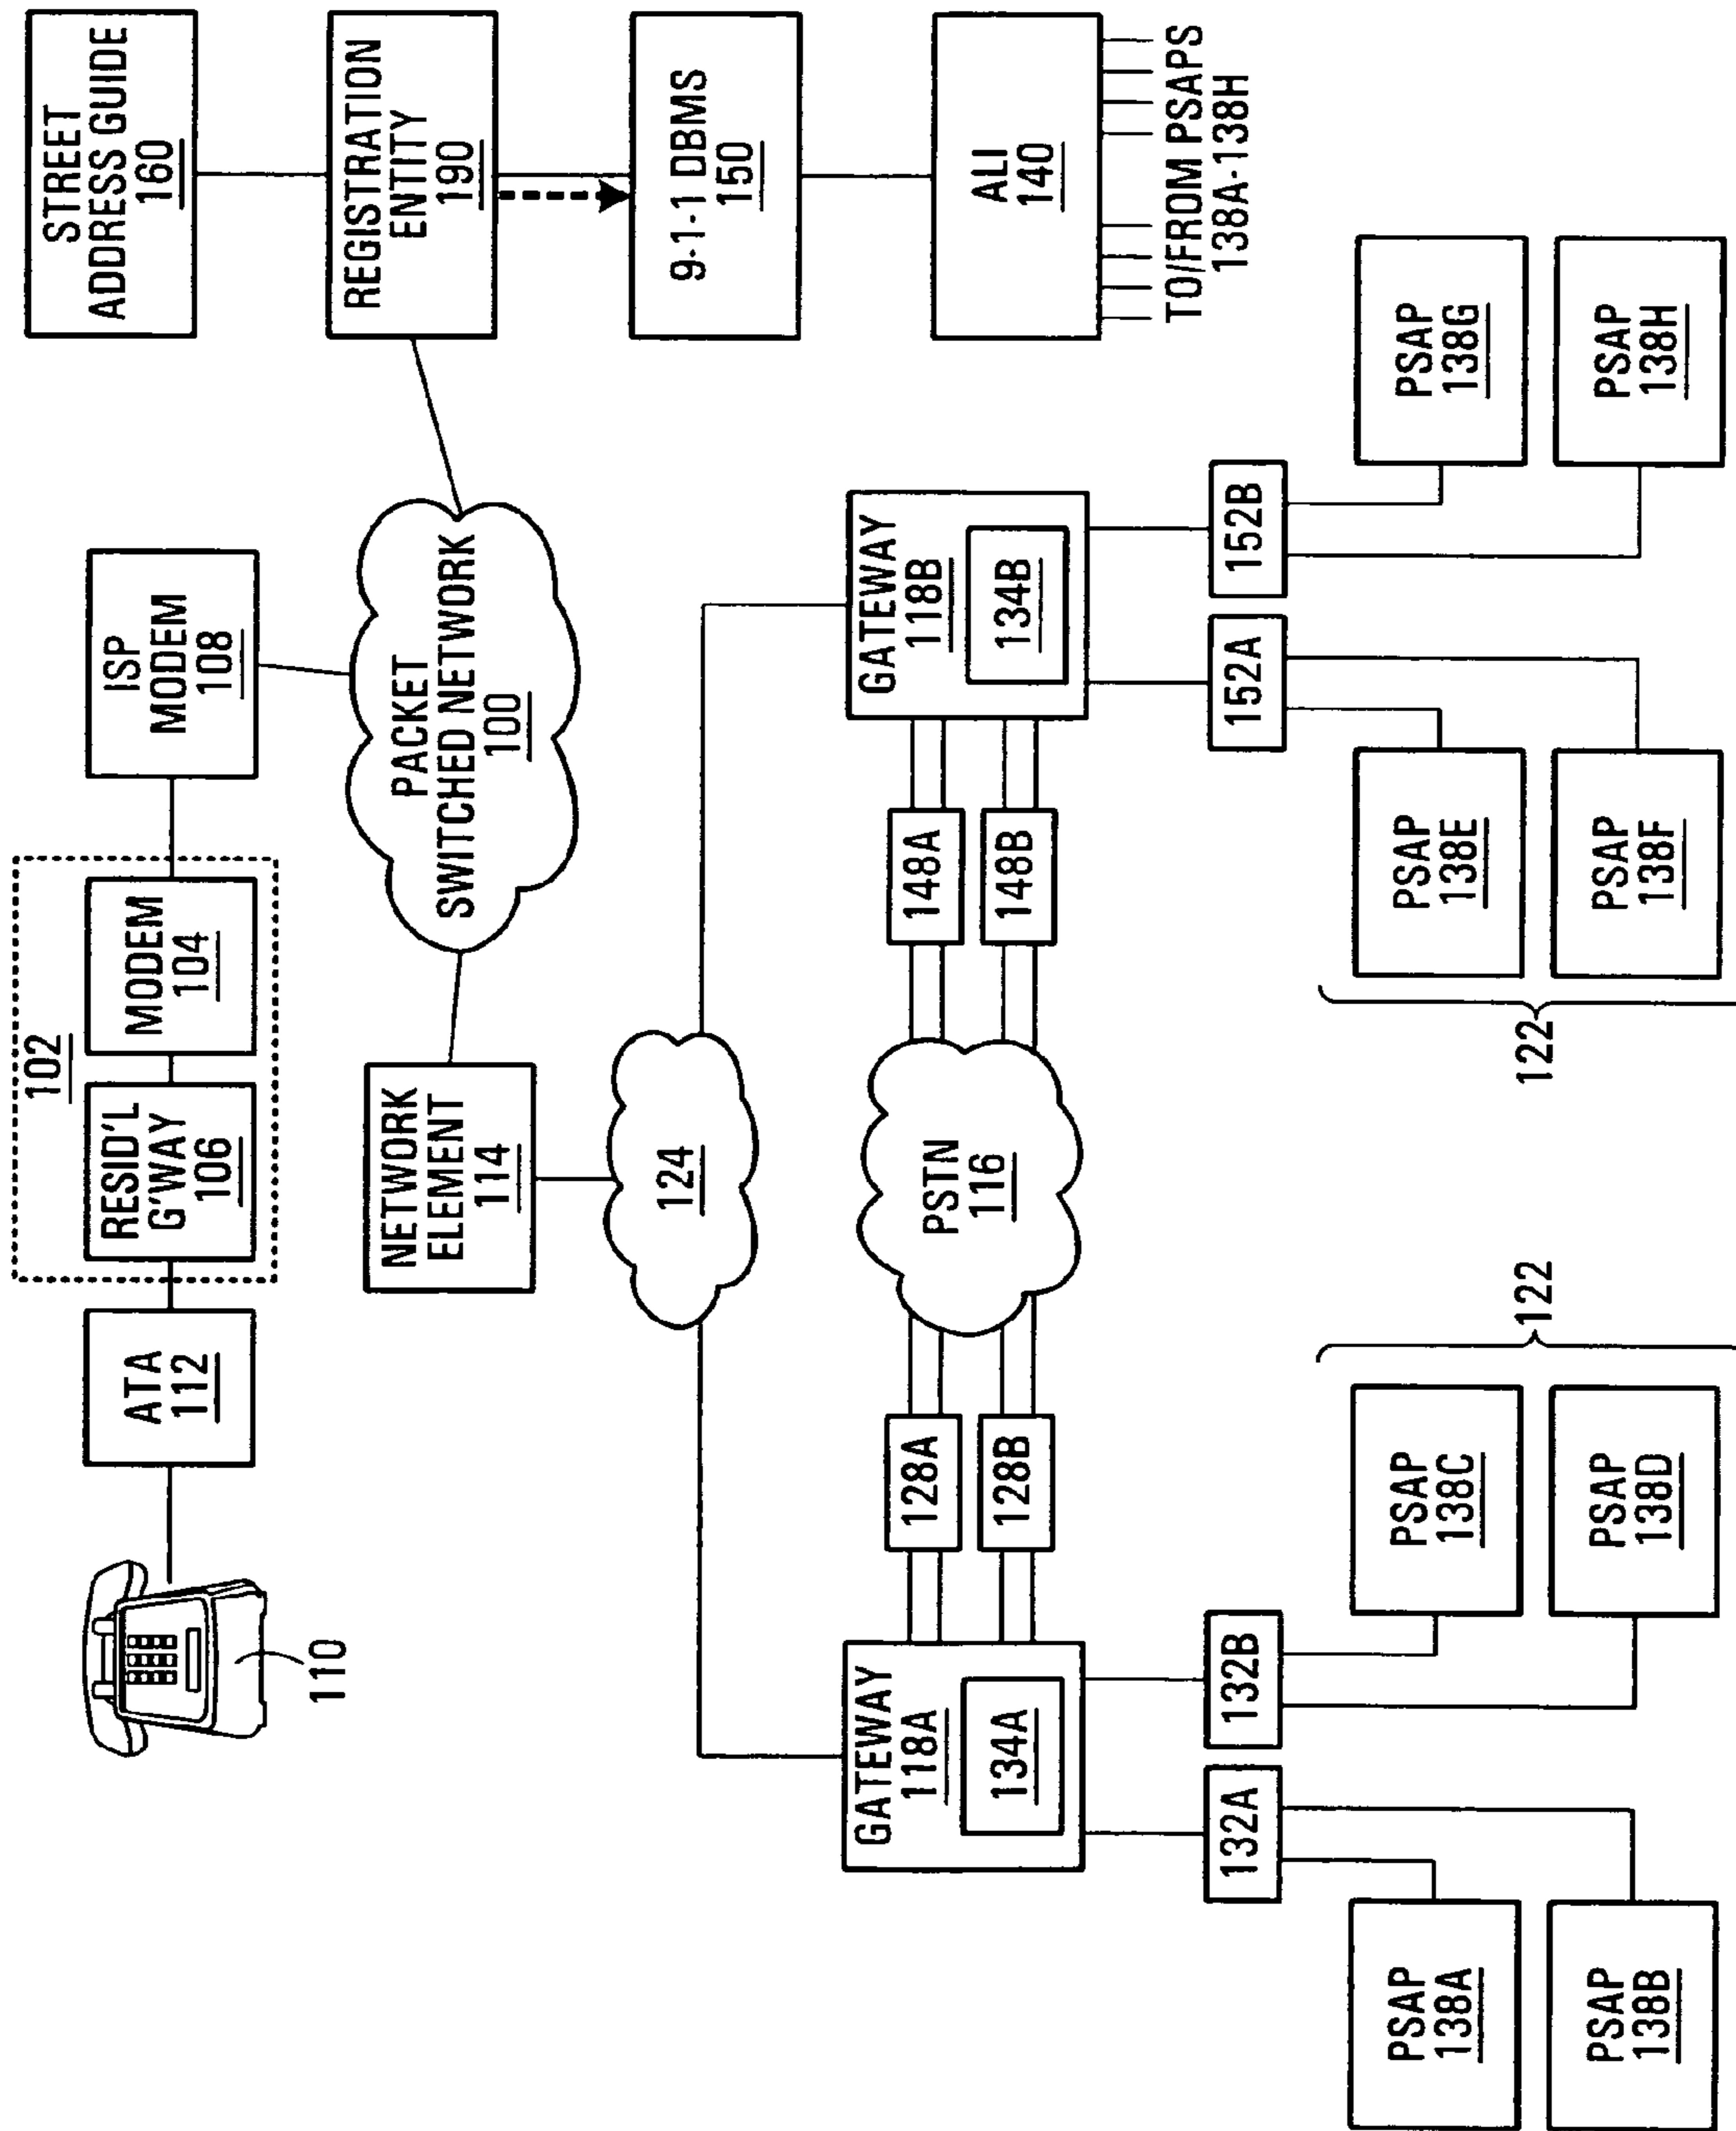 102
ATA
112
RESID'L
G'WAY
106
MODEM
104
ISP
MODEM
108
STREET
ADDRESS GUIDE
160
110
NETWORK
ELEMENT
114
PACKET
SWITCHED NETWORK
100
REGISTRATION
ENTITY
190
124
9-1-1 DBMS
150
GATEWAY
118A
134A
128A
128B
PSTN
116
148A
148B
GATEWAY
118B
134B
ALI
140
TO/FROM PSAPS
138A-138H
132A
132B
152A
152B
PSAP
138A
PSAP
138B
PSAP
138C
PSAP
138D
122
PSAP
138E
PSAP
138F
122
PSAP
138G
PSAP
138H